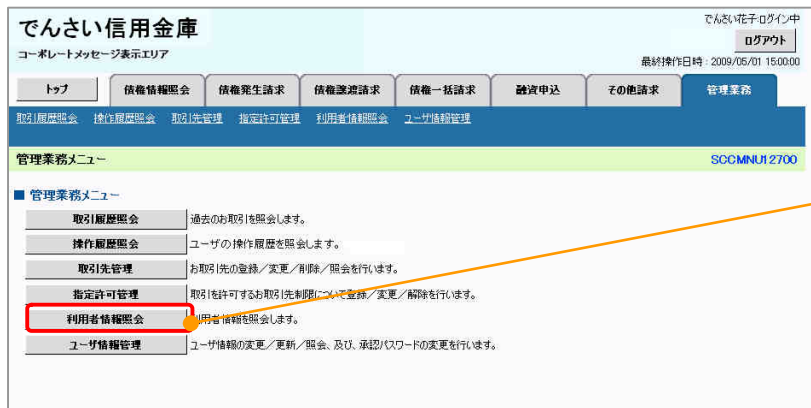 でんさい信用金庫
コーポレートメッセージ表示エリア
でんさい花子:ログイン中
ログアウト
最終操作日時:2009/05/01 15:00:00
トップ 債権情報照会 債権発生請求 債権譲渡請求 債権一括請求 融資申込 その他請求 管理業務
取引履歴照会 操作履歴照会 取引先管理 指定許可管理 利用者情報照会 ユーザ情報管理
管理業務メニュー SCCMNU12700
■ 管理業務メニュー
取引履歴照会 過去のお取引を照会します。
操作履歴照会 ユーザの操作履歴を照会します。
取引先管理 お取引先の登録/変更/削除/照会を行います。
指定許可管理 取引を許可するお取引先制限について登録/変更/解除を行います。
利用者情報照会 利用者情報を照会します。
ユーザ情報管理 ユーザ情報の変更/更新/照会、及び、承認パスワードの変更を行います。